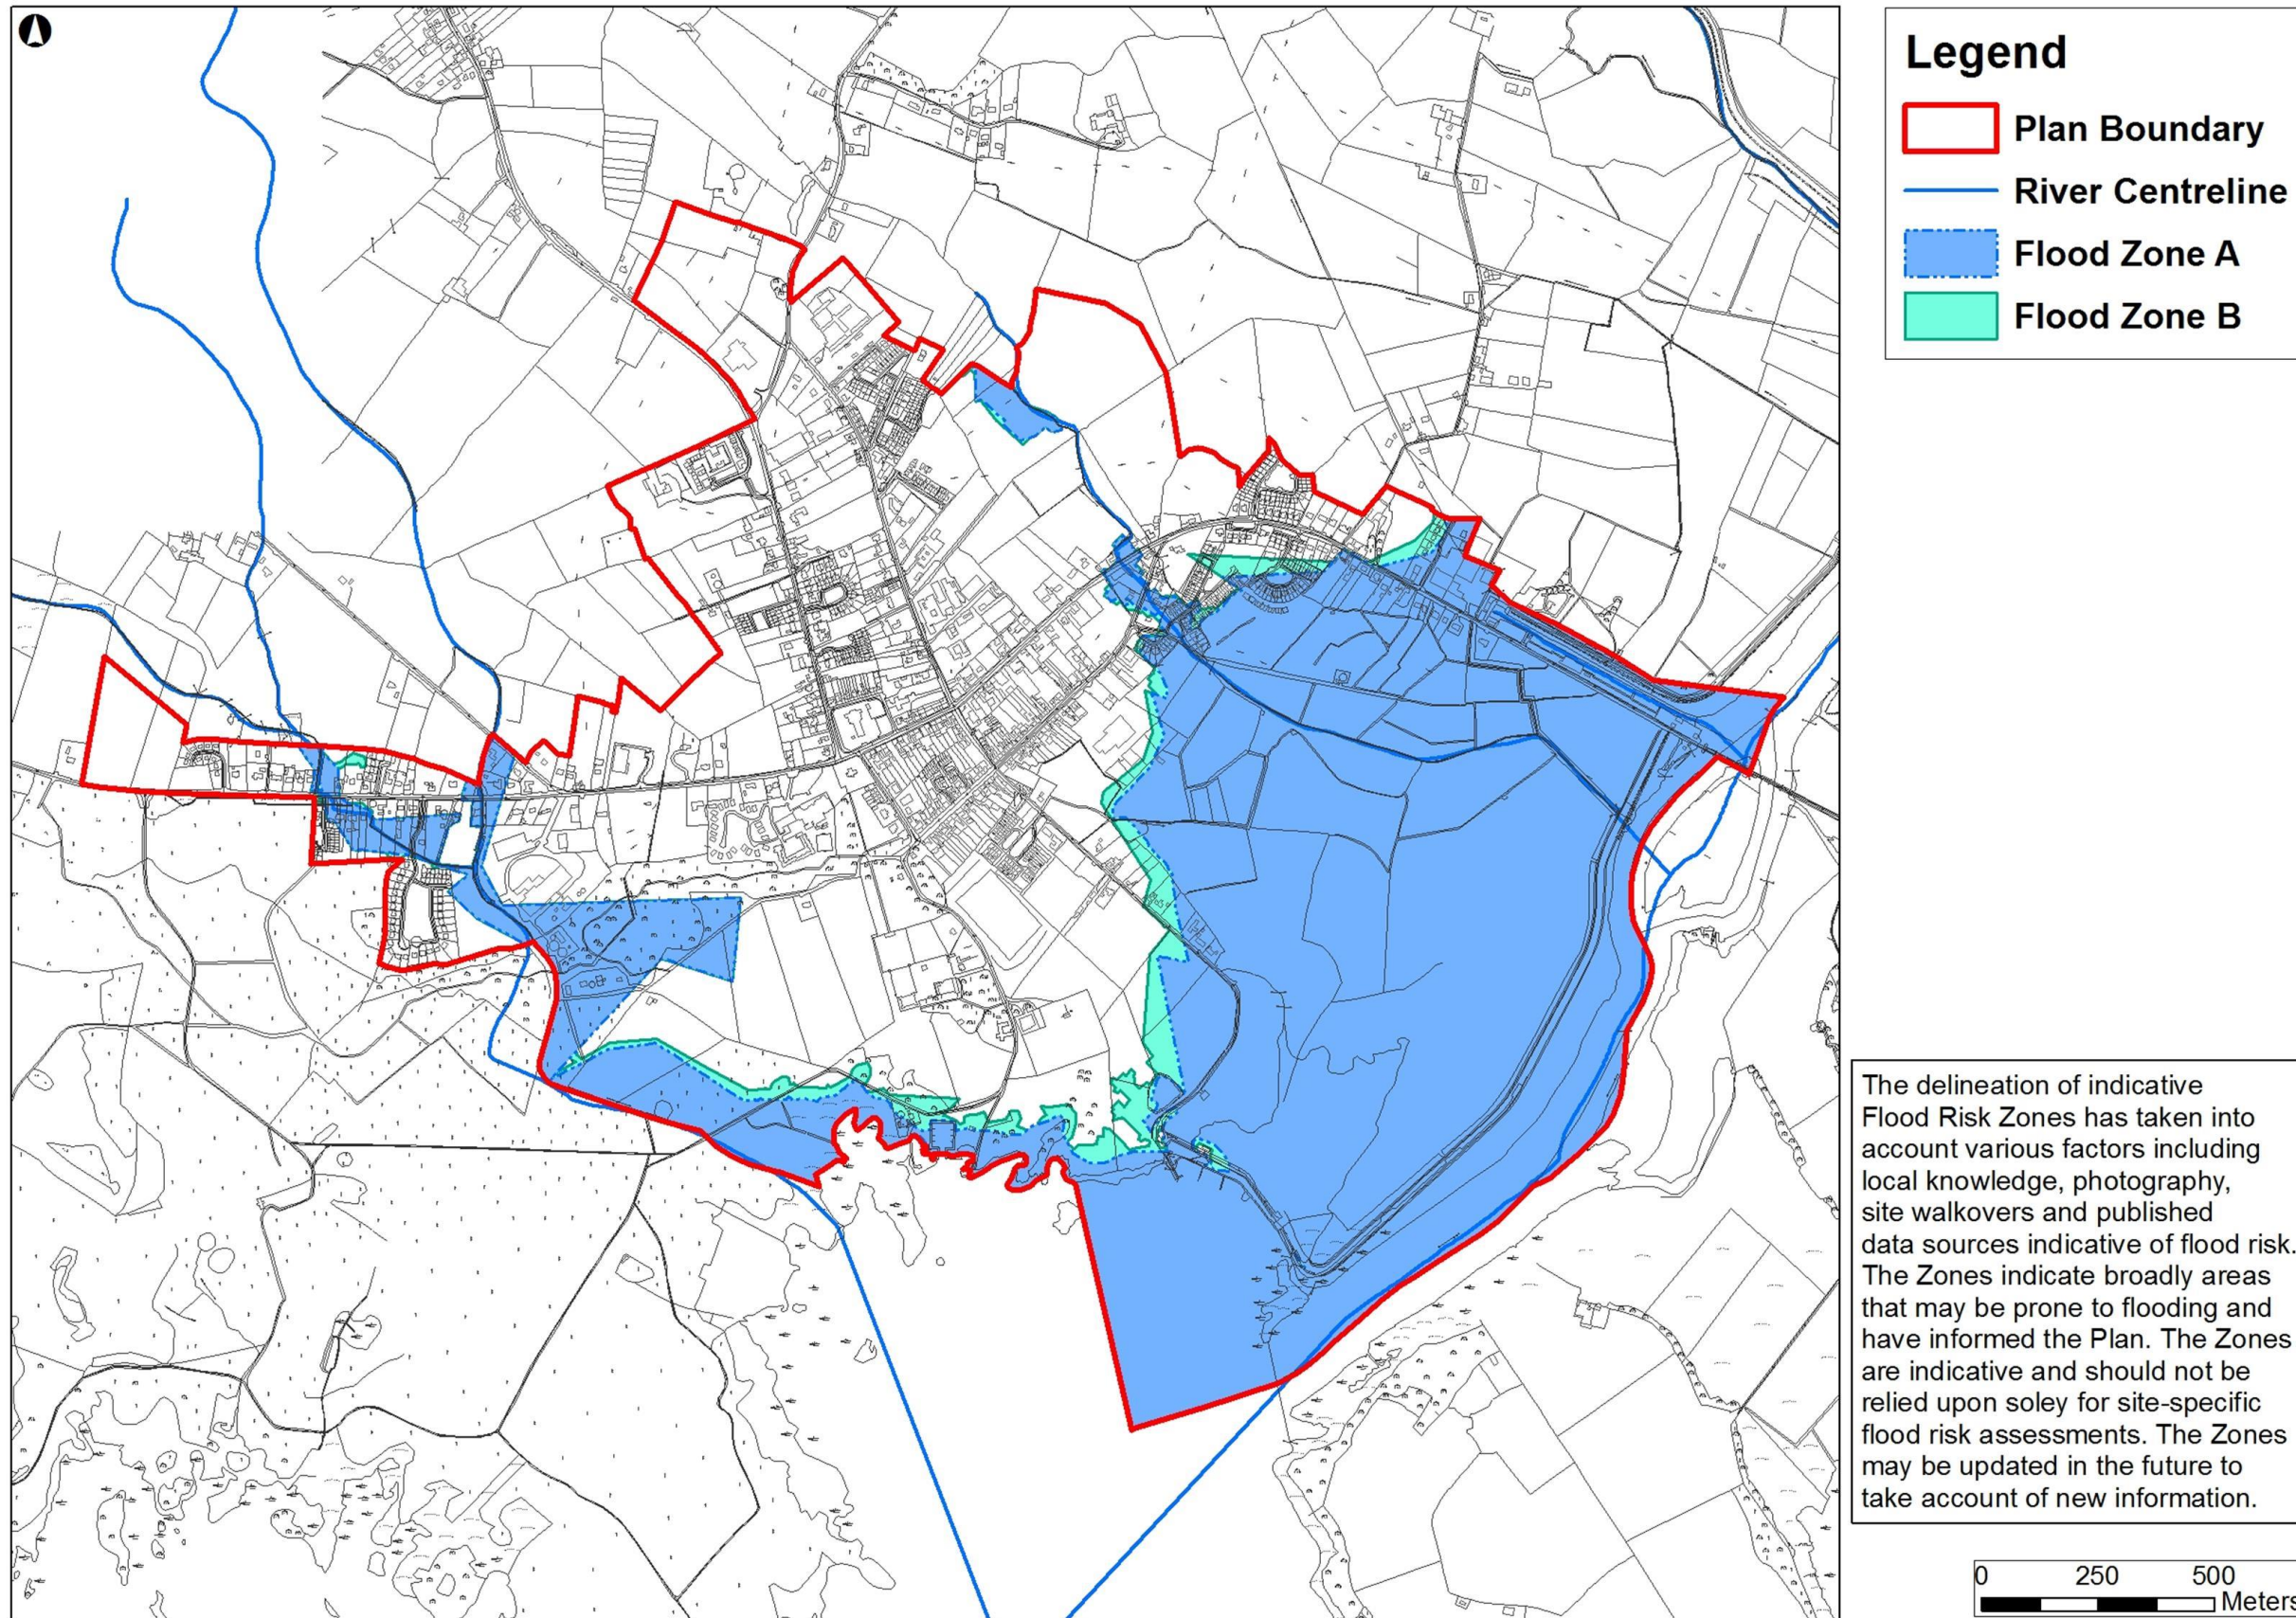 Legend
Plan Boundary
River Centreline
Flood Zone A
Flood Zone B
The delineation of indicative
Flood Risk Zones has taken into
account various factors including
local knowledge, photography,
site walkovers and published
data sources indicative of flood risk.
The Zones indicate broadly areas
that may be prone to flooding and
have informed the Plan. The Zones
are indicative and should not be
relied upon soley for site-specific
flood risk assessments. The Zones
may be updated in the future to
take account of new information.
0 250 500
Meters